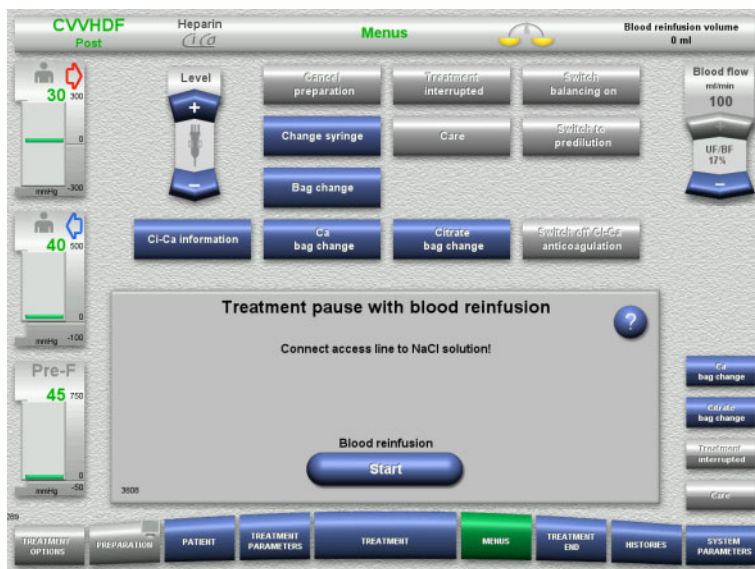 CVVHDF
Post
Heparin
Ci Ca
Menus
Blood reinfusion volume
0 ml
30 300
0
mmHg -300
Level
+
−
Cancel
preparation
Treatment
interrupted
Switch
balancing on
Change syringe
Care
Switch to
predilution
Bag change
Ci-Ca information
Ca
bag change
Citrate
bag change
Switch off Ci-Ca
anticoagulation
Blood flow
ml/min
100
+
UF/BF
17%
−
40 500
0
mmHg -100
Pre-F
45 750
0
mmHg -50
Treatment pause with blood reinfusion
?
Connect access line to NaCl solution!
Blood reinfusion
Start
3808
Ca
bag change
Citrate
bag change
Treatment
interrupted
Care
TREATMENT
OPTIONS
PREPARATION
PATIENT
TREATMENT
PARAMETERS
TREATMENT
MENUS
TREATMENT
END
HISTORIES
SYSTEM
PARAMETERS